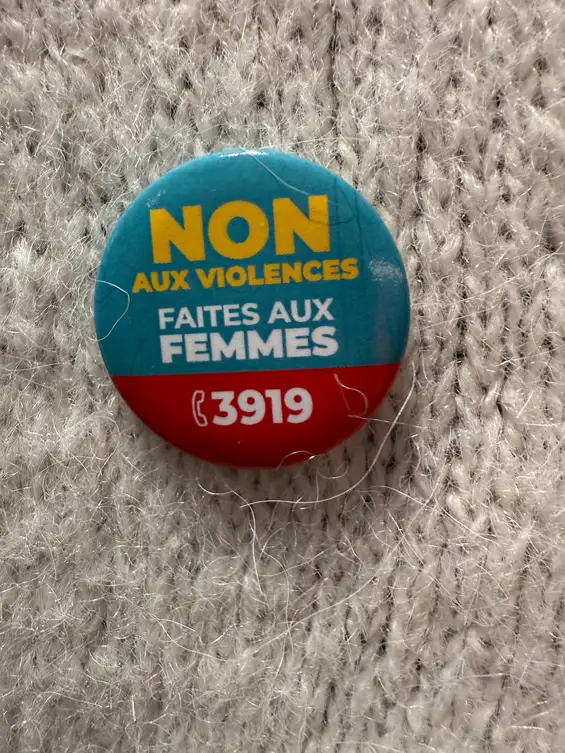 NON
AUX VIOLENCES
FAITES AUX
FEMMES
3919